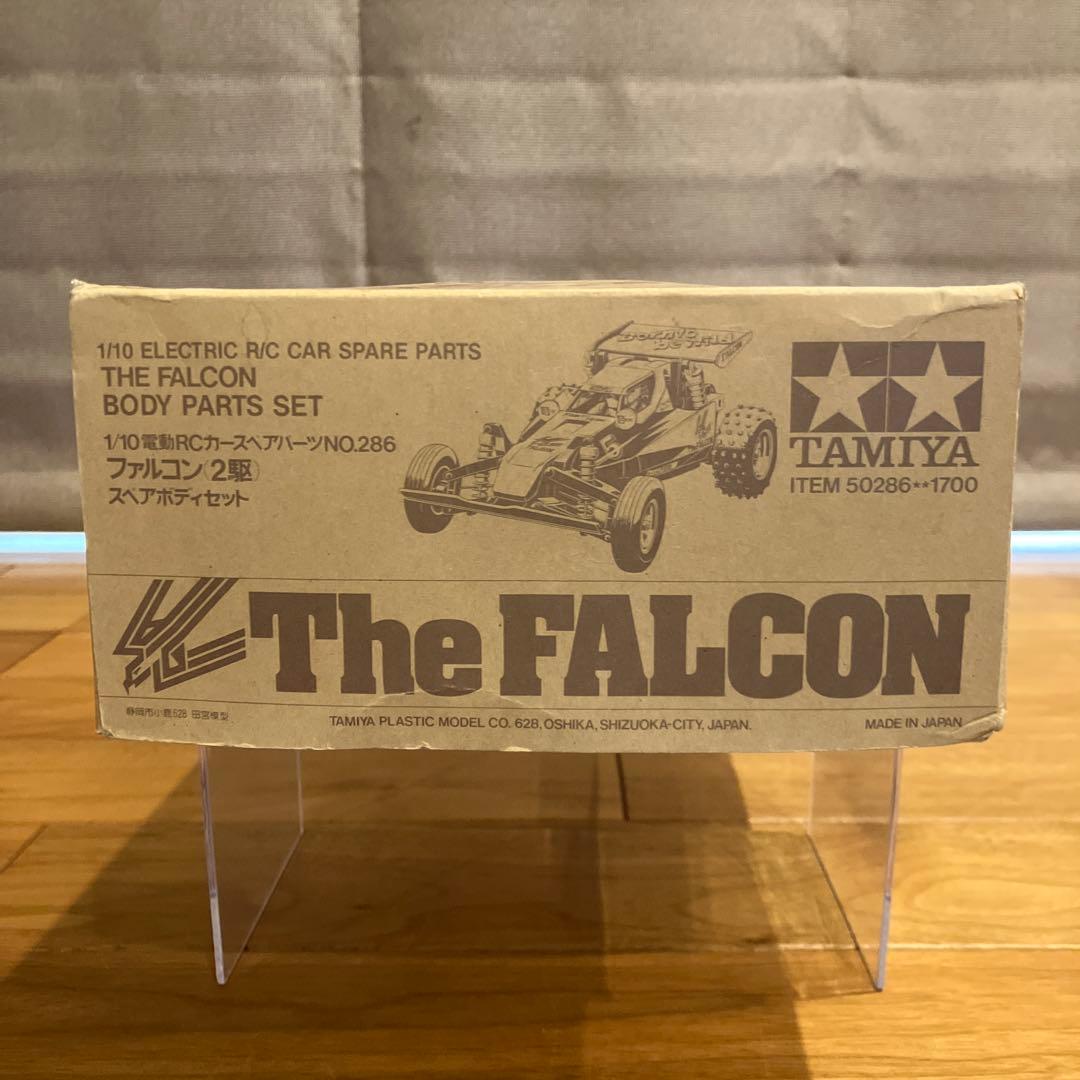 1/10 ELECTRIC R/C CAR SPARE PARTS
THE FALCON
BODY PARTS SET
1/10電動RCカースペアパーツNO.286
ファルコン(2駆)
スペアボディセット
TAMIYA
ITEM 50286**1700
The FALCON
静岡市小鹿628 田宮模型
TAMIYA PLASTIC MODEL CO. 628, OSHIKA, SHIZUOKA-CITY, JAPAN.
MADE IN JAPAN